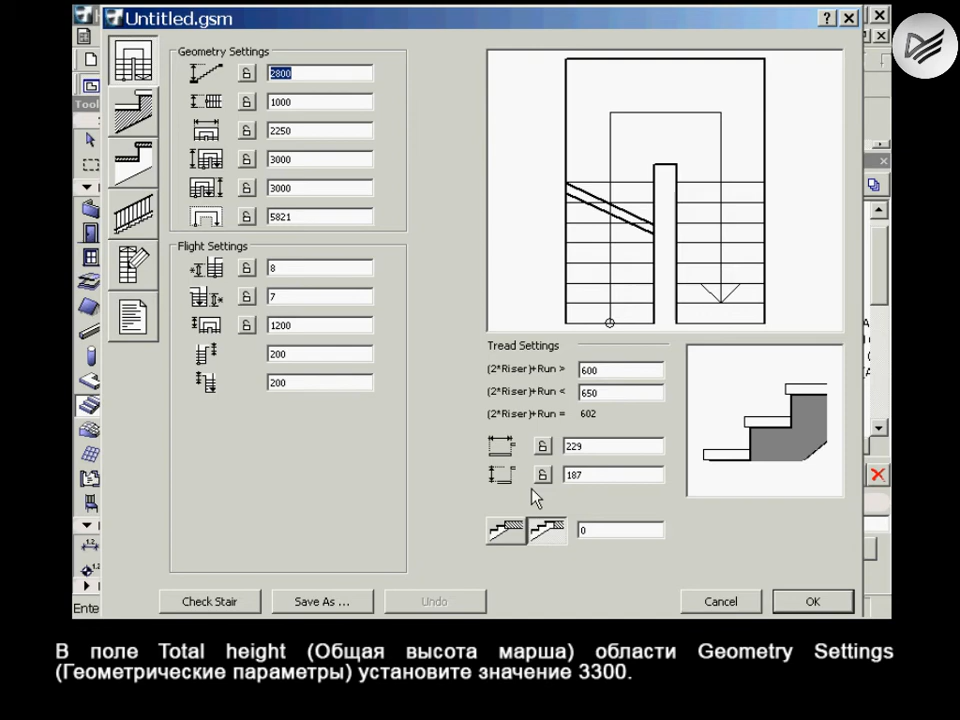 Untitled.gsm
Tool
Geometry Settings
2800
1000
2250
3000
3000
5821
Flight Settings
8
7
1200
200
200
Tread Settings
(2*Riser)+Run > 600
(2*Riser)+Run < 650
(2*Riser)+Run = 602
229
187
0
Check Stair
Save As ...
Undo
Cancel
OK
Ente
В поле Total height (Общая высота марша) области Geometry Settings
(Геометрические параметры) установите значение 3300.